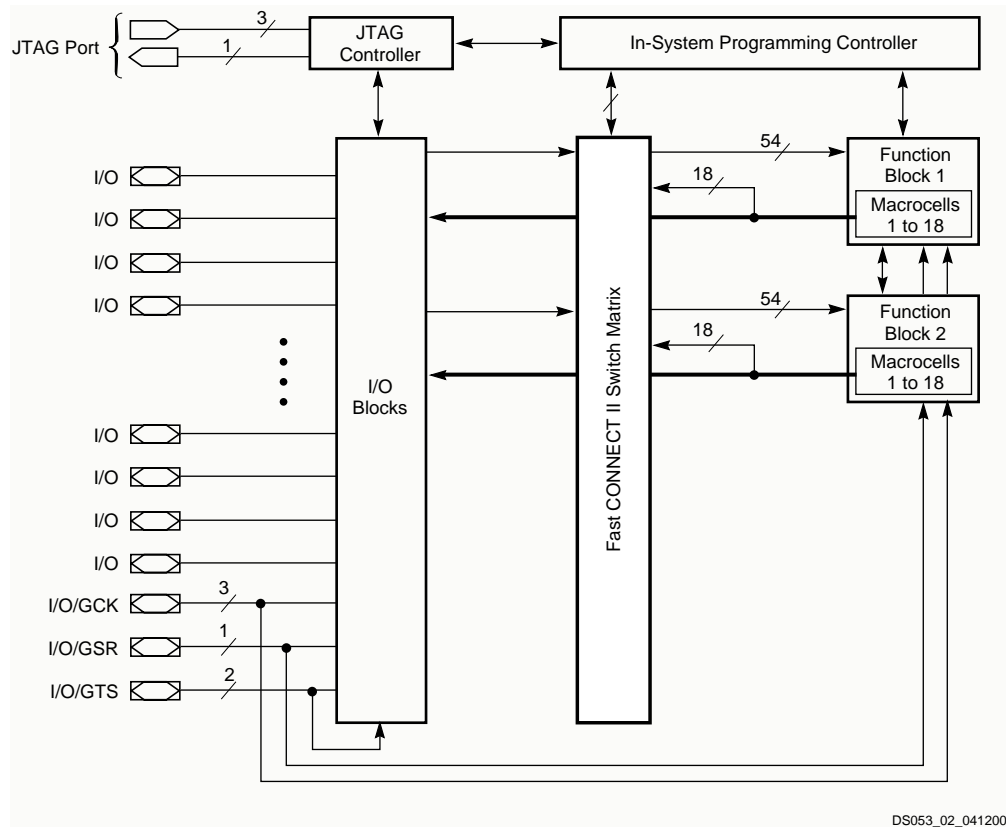 JTAG Port
3
1
JTAG
Controller
In-System Programming Controller
I/O
I/O
I/O
I/O
I/O
I/O
I/O
I/O
I/O/GCK
3
I/O/GSR
1
I/O/GTS
2
I/O
Blocks
Fast CONNECT II Switch Matrix
54
18
Function
Block 1
Macrocells
1 to 18
54
18
Function
Block 2
Macrocells
1 to 18
DS053_02_041200